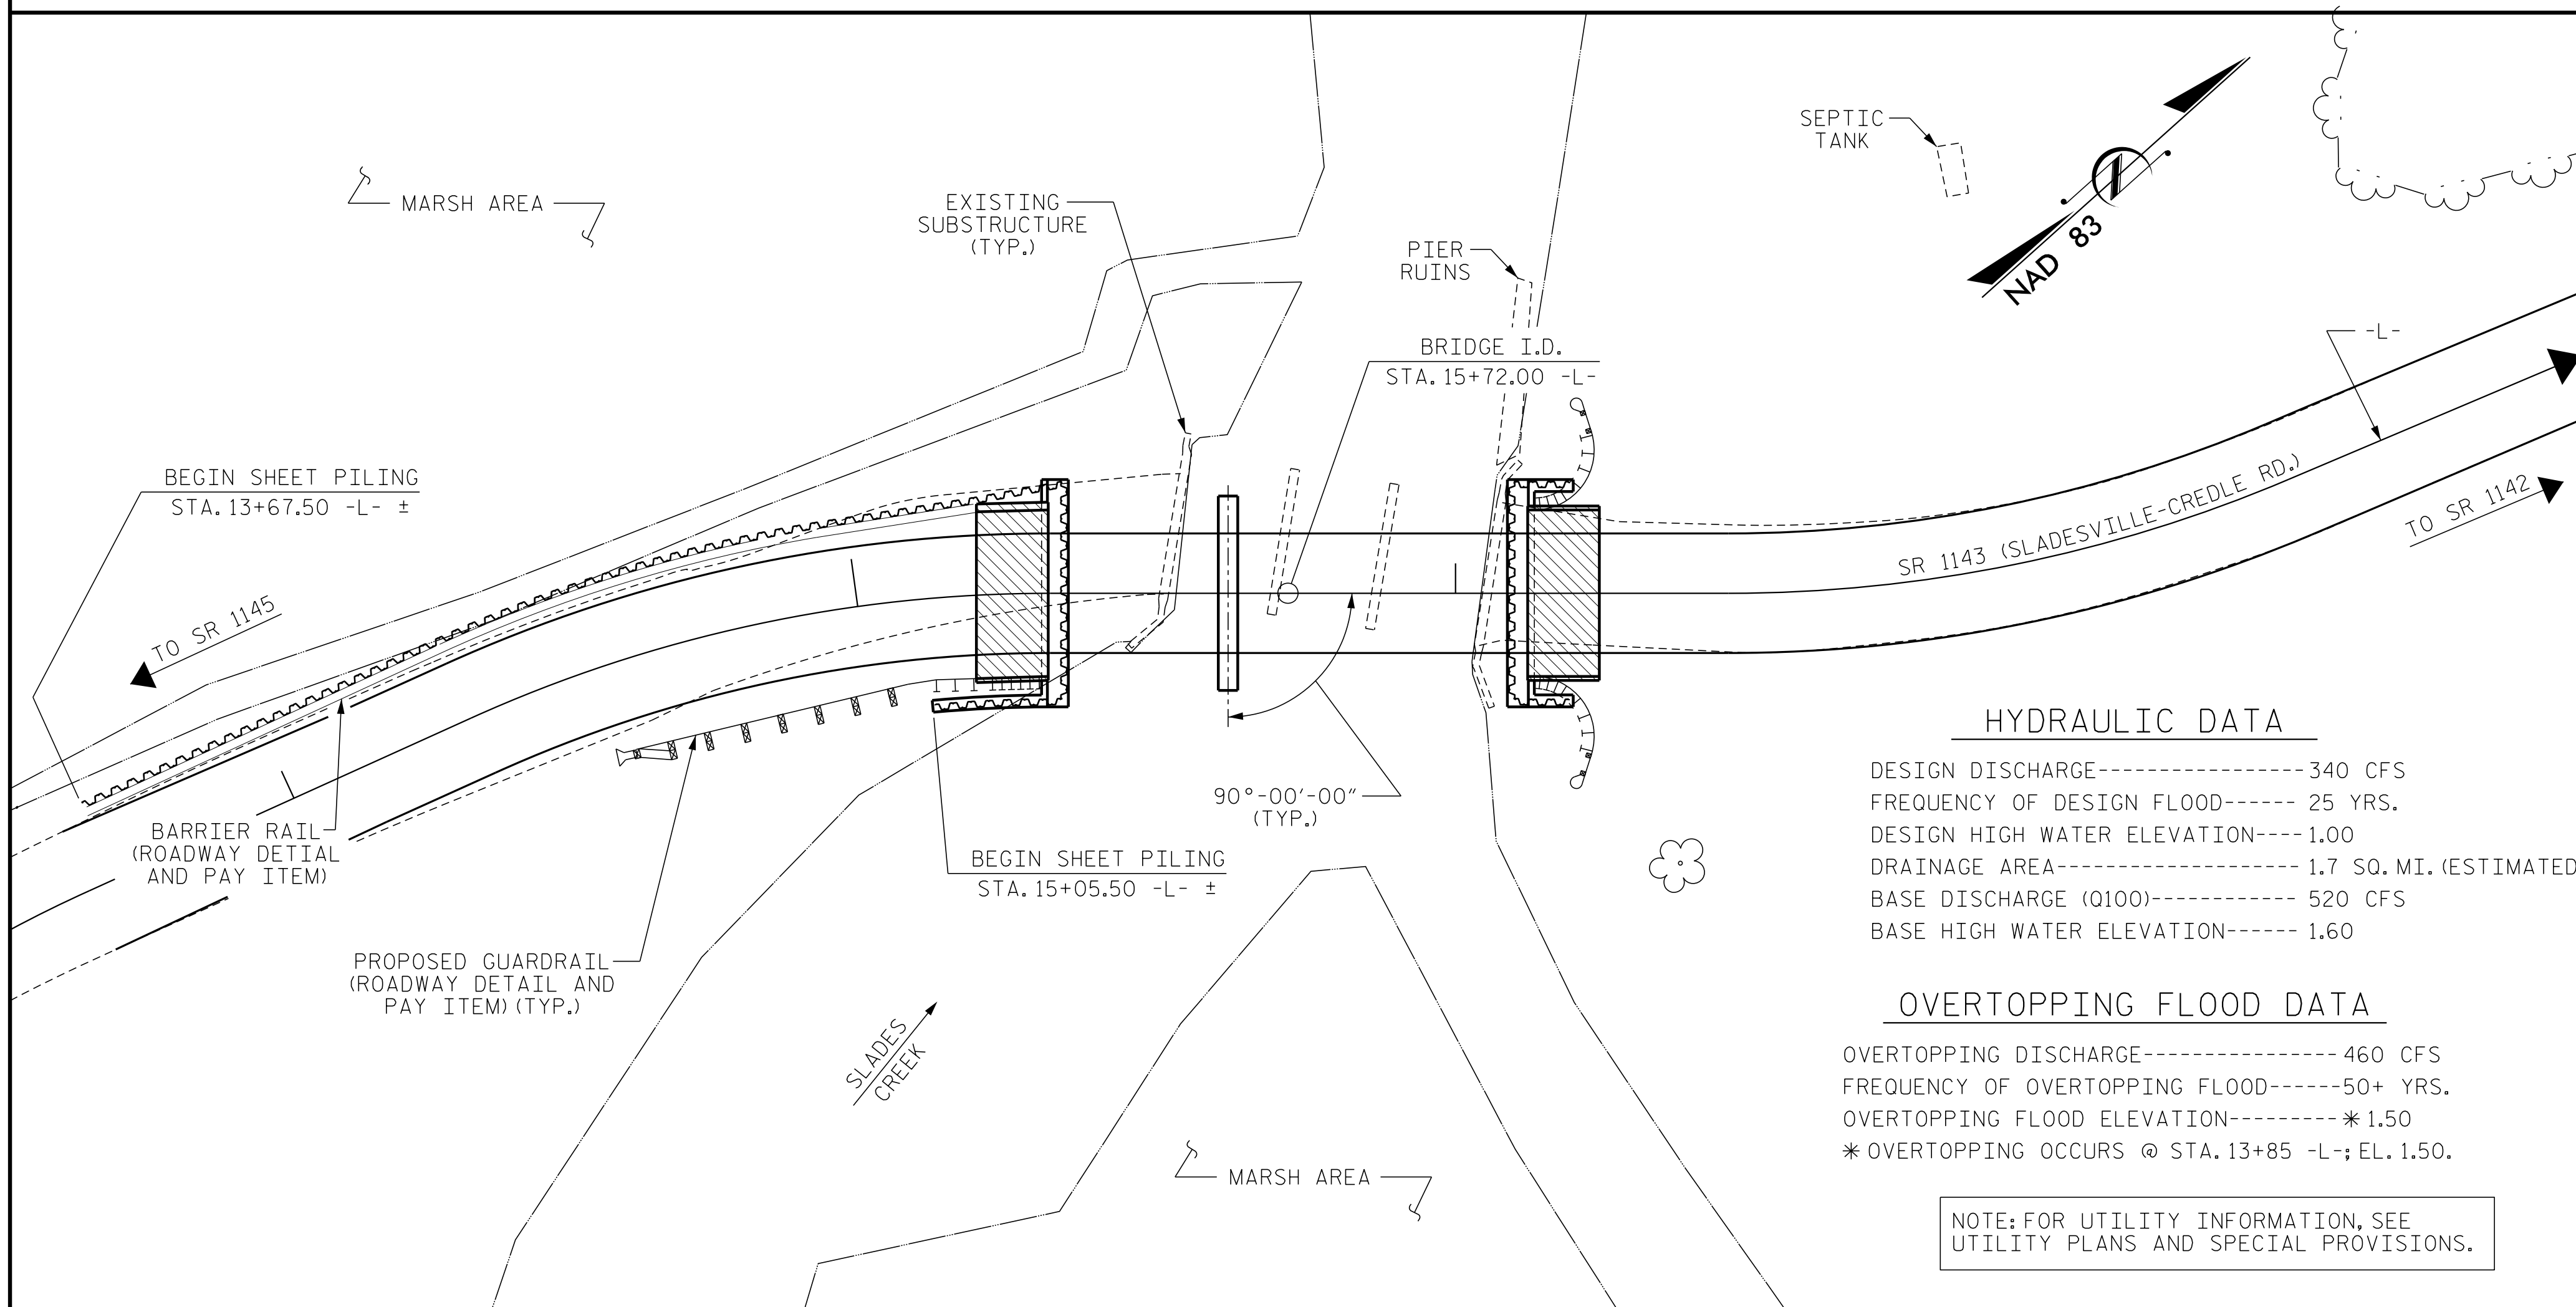 MARSH AREA
EXISTING
SUBSTRUCTURE
(TYP.)
SEPTIC
TANK
NAD 83
PIER
RUINS
BRIDGE I.D.
STA. 15+72.00 -L-
-L-
BEGIN SHEET PILING
STA. 13+67.50 -L- ±
TO SR 1145
SR 1143 (SLADESVILLE-CREDLE RD.)
TO SR 1142
BARRIER RAIL
(ROADWAY DETIAL
AND PAY ITEM)
PROPOSED GUARDRAIL
(ROADWAY DETAIL AND
PAY ITEM) (TYP.)
90°-00'-00"
(TYP.)
BEGIN SHEET PILING
STA. 15+05.50 -L- ±
SLADES
CREEK
MARSH AREA
HYDRAULIC DATA
DESIGN DISCHARGE----------------- 340 CFS
FREQUENCY OF DESIGN FLOOD------ 25 YRS.
DESIGN HIGH WATER ELEVATION---- 1.00
DRAINAGE AREA-------------------- 1.7 SQ. MI. (ESTIMATED
BASE DISCHARGE (Q100)------------ 520 CFS
BASE HIGH WATER ELEVATION------ 1.60
OVERTOPPING FLOOD DATA
OVERTOPPING DISCHARGE---------------- 460 CFS
FREQUENCY OF OVERTOPPING FLOOD------50+ YRS.
OVERTOPPING FLOOD ELEVATION--------- * 1.50
* OVERTOPPING OCCURS @ STA. 13+85 -L-; EL. 1.50.
NOTE: FOR UTILITY INFORMATION, SEE
UTILITY PLANS AND SPECIAL PROVISIONS.